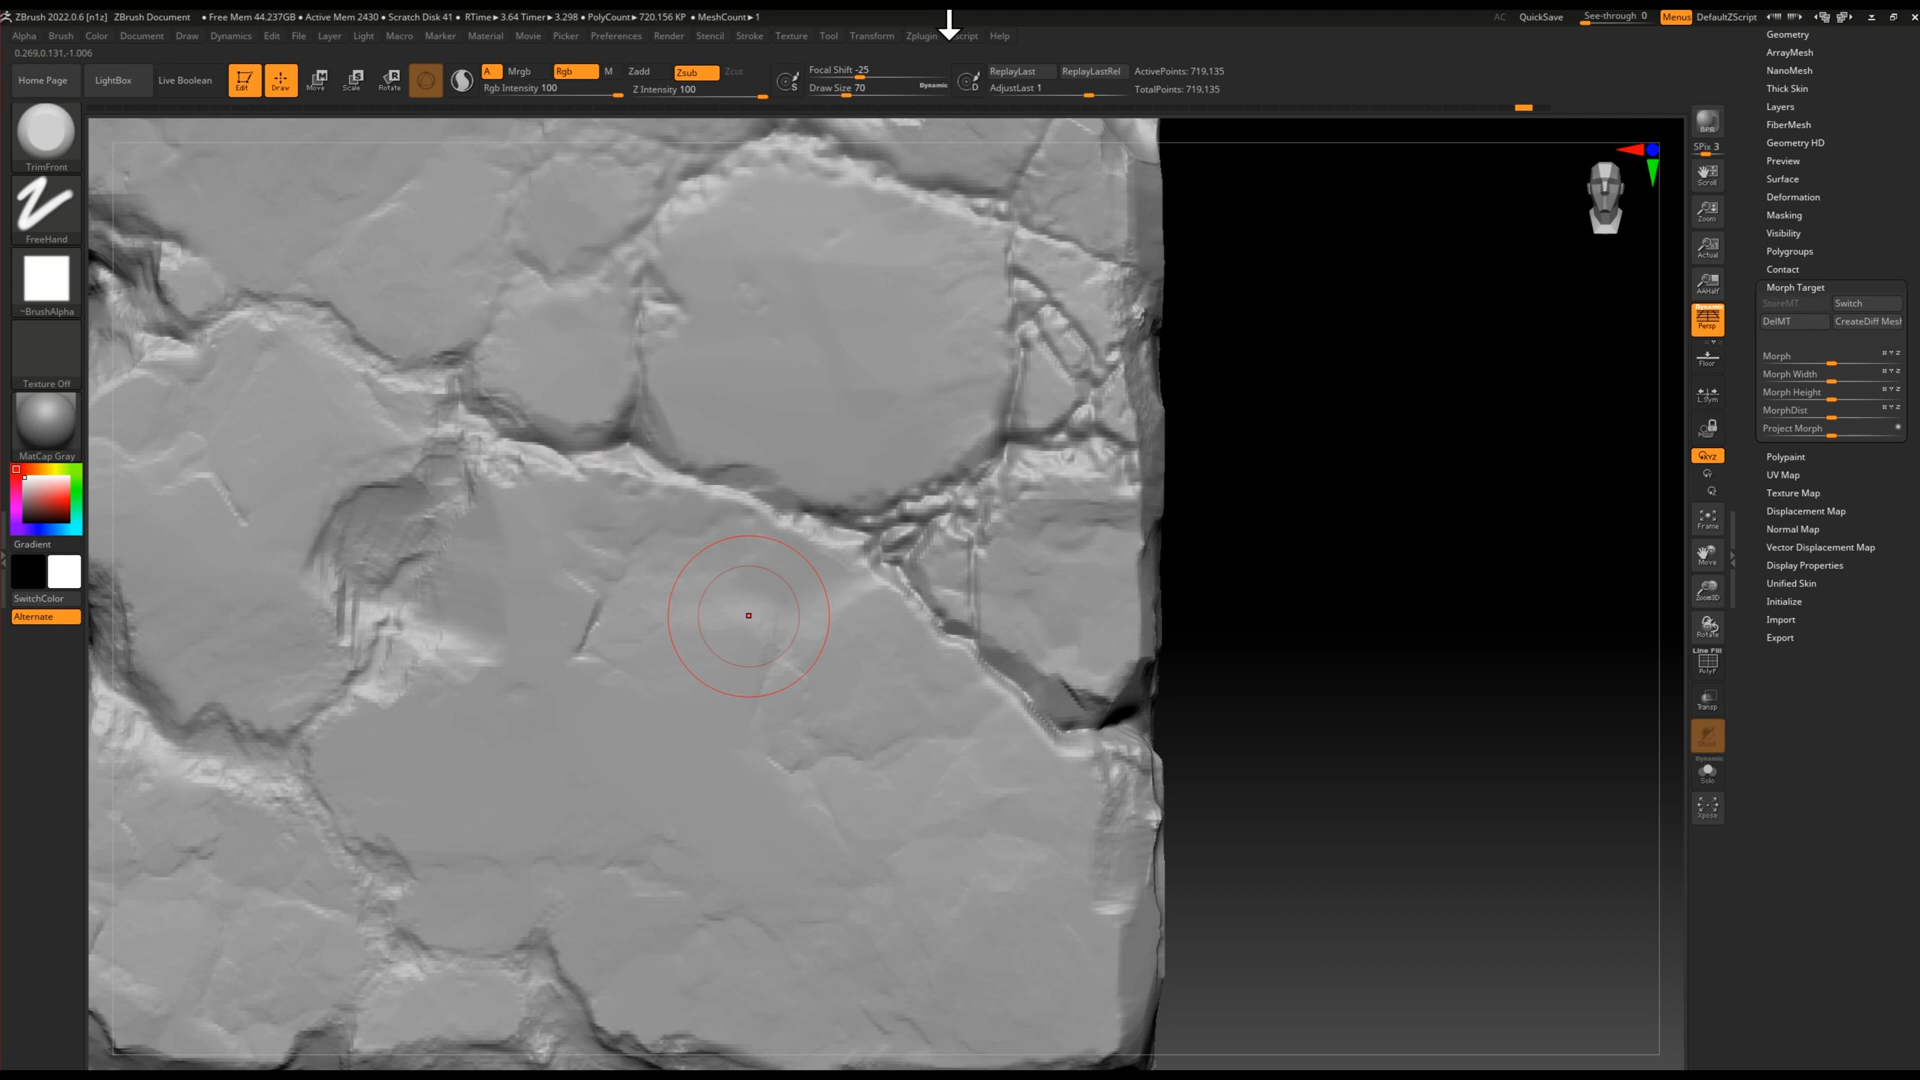 ZBrush 2022.0.6 [n1z] ZBrush Document • Free Mem 44.237GB • Active Mem 2430 • Scratch Disk 41 • RTime▸3.64 Timer▸3.298 • PolyCount▸720.156 KP • MeshCount▸1 AC QuickSave See-through 0 Menus DefaultZScript
Alpha Brush Color Document Draw Dynamics Edit File Layer Light Macro Marker Material Movie Picker Preferences Render Stencil Stroke Texture Tool Transform Zplugin Help
0.269,0.131,-1.006
Home Page LightBox Live Boolean Edit Draw Move Scale Rotate A Mrgb Rgb M Zadd Zsub Zcut Focal Shift -25 S D ReplayLast ReplayLastRel ActivePoints: 719,135
Rgb Intensity 100 Z Intensity 100 Draw Size 70 Dynamic AdjustLast 1 TotalPoints: 719,135
TrimFront
FreeHand
~BrushAlpha
Texture Off
MatCap Gray
Gradient
SwitchColor
Alternate
BPR
SPix 3
Scroll
Zoom
Actual
AAHalf
Dynamic
Persp
Floor
L.Sym
XYZ
Frame
Move
Zoom3D
Rotate
Line Fill
PolyF
Transp
Ghost
Dynamic
Solo
Xpose
Geometry
ArrayMesh
NanoMesh
Thick Skin
Layers
FiberMesh
Geometry HD
Preview
Surface
Deformation
Masking
Visibility
Polygroups
Contact
Morph Target
StoreMT Switch
DelMT CreateDiff Mesh
Morph
Morph Width
Morph Height
MorphDist
Project Morph
Polypaint
UV Map
Texture Map
Displacement Map
Normal Map
Vector Displacement Map
Display Properties
Unified Skin
Initialize
Import
Export